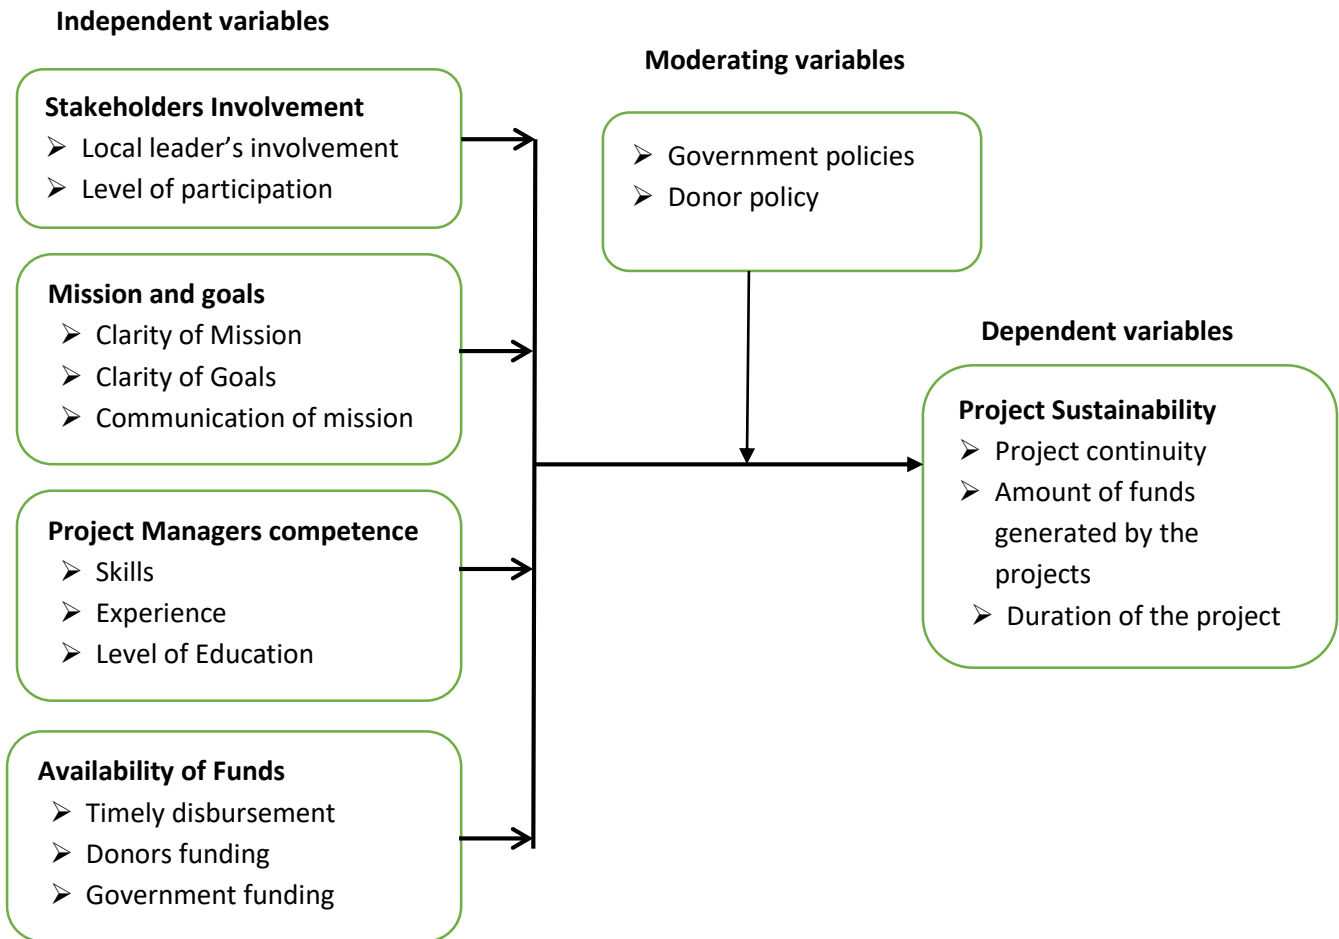 Independent variables
Stakeholders Involvement
➢ Local leader’s involvement
➢ Level of participation
Mission and goals
➢ Clarity of Mission
➢ Clarity of Goals
➢ Communication of mission
Project Managers competence
➢ Skills
➢ Experience
➢ Level of Education
Availability of Funds
➢ Timely disbursement
➢ Donors funding
➢ Government funding
Moderating variables
➢ Government policies
➢ Donor policy
Dependent variables
Project Sustainability
➢ Project continuity
➢ Amount of funds
generated by the
projects
➢ Duration of the project